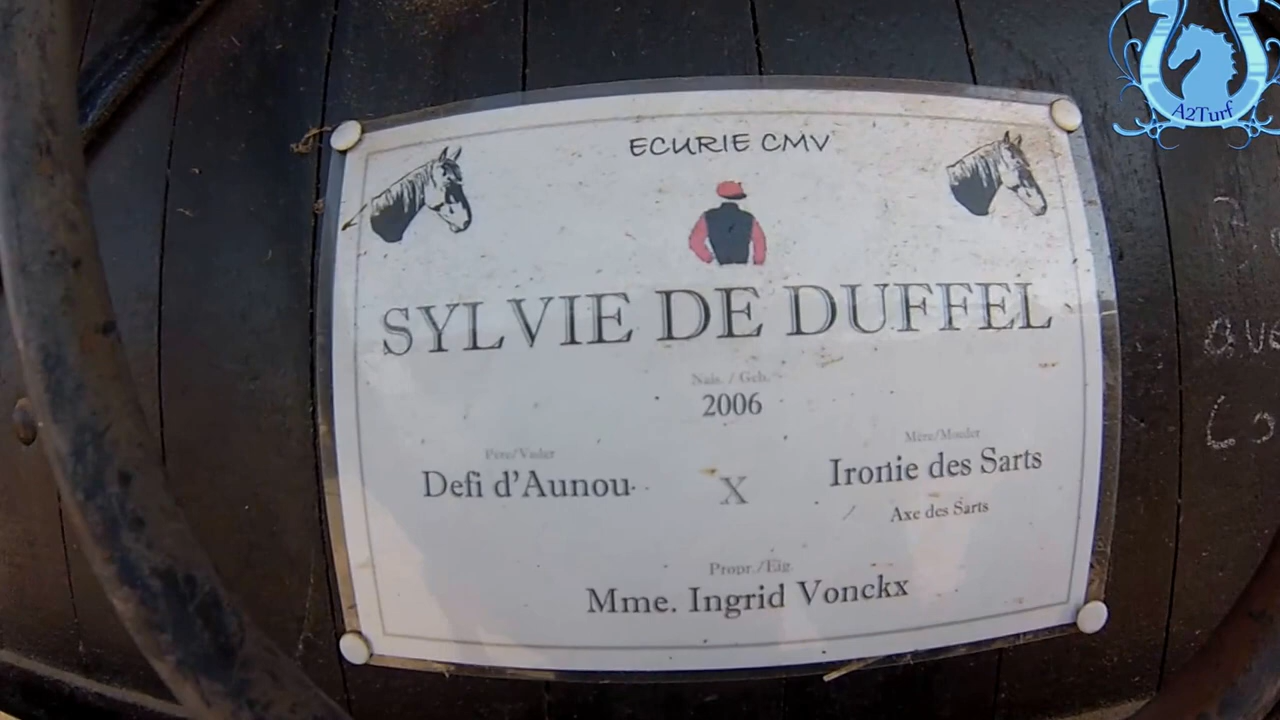 A2Turf
ECURIE CMV
SYLVIE DE DUFFEL
Nais. / Geb.
2006
Père/Vader
Defi d'Aunou
X
Mère/Moeder
Ironie des Sarts
Axe des Sarts
Propr./Eig.
Mme. Ingrid Vonckx